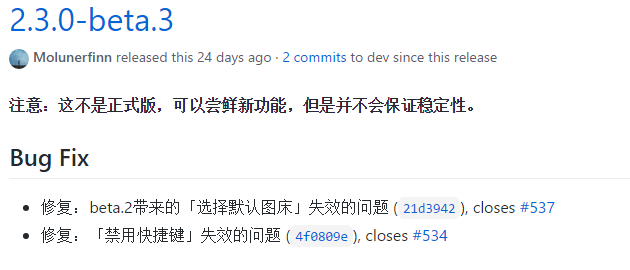 2.3.0-beta.3
Molunerfinn released this 24 days ago · 2 commits to dev since this release
注意：这不是正式版，可以尝鲜新功能，但是并不会保证稳定性。
Bug Fix
修复：beta.2带来的「选择默认图床」失效的问题 (21d3942), closes #537
修复：「禁用快捷键」失效的问题 (4f0809e), closes #534